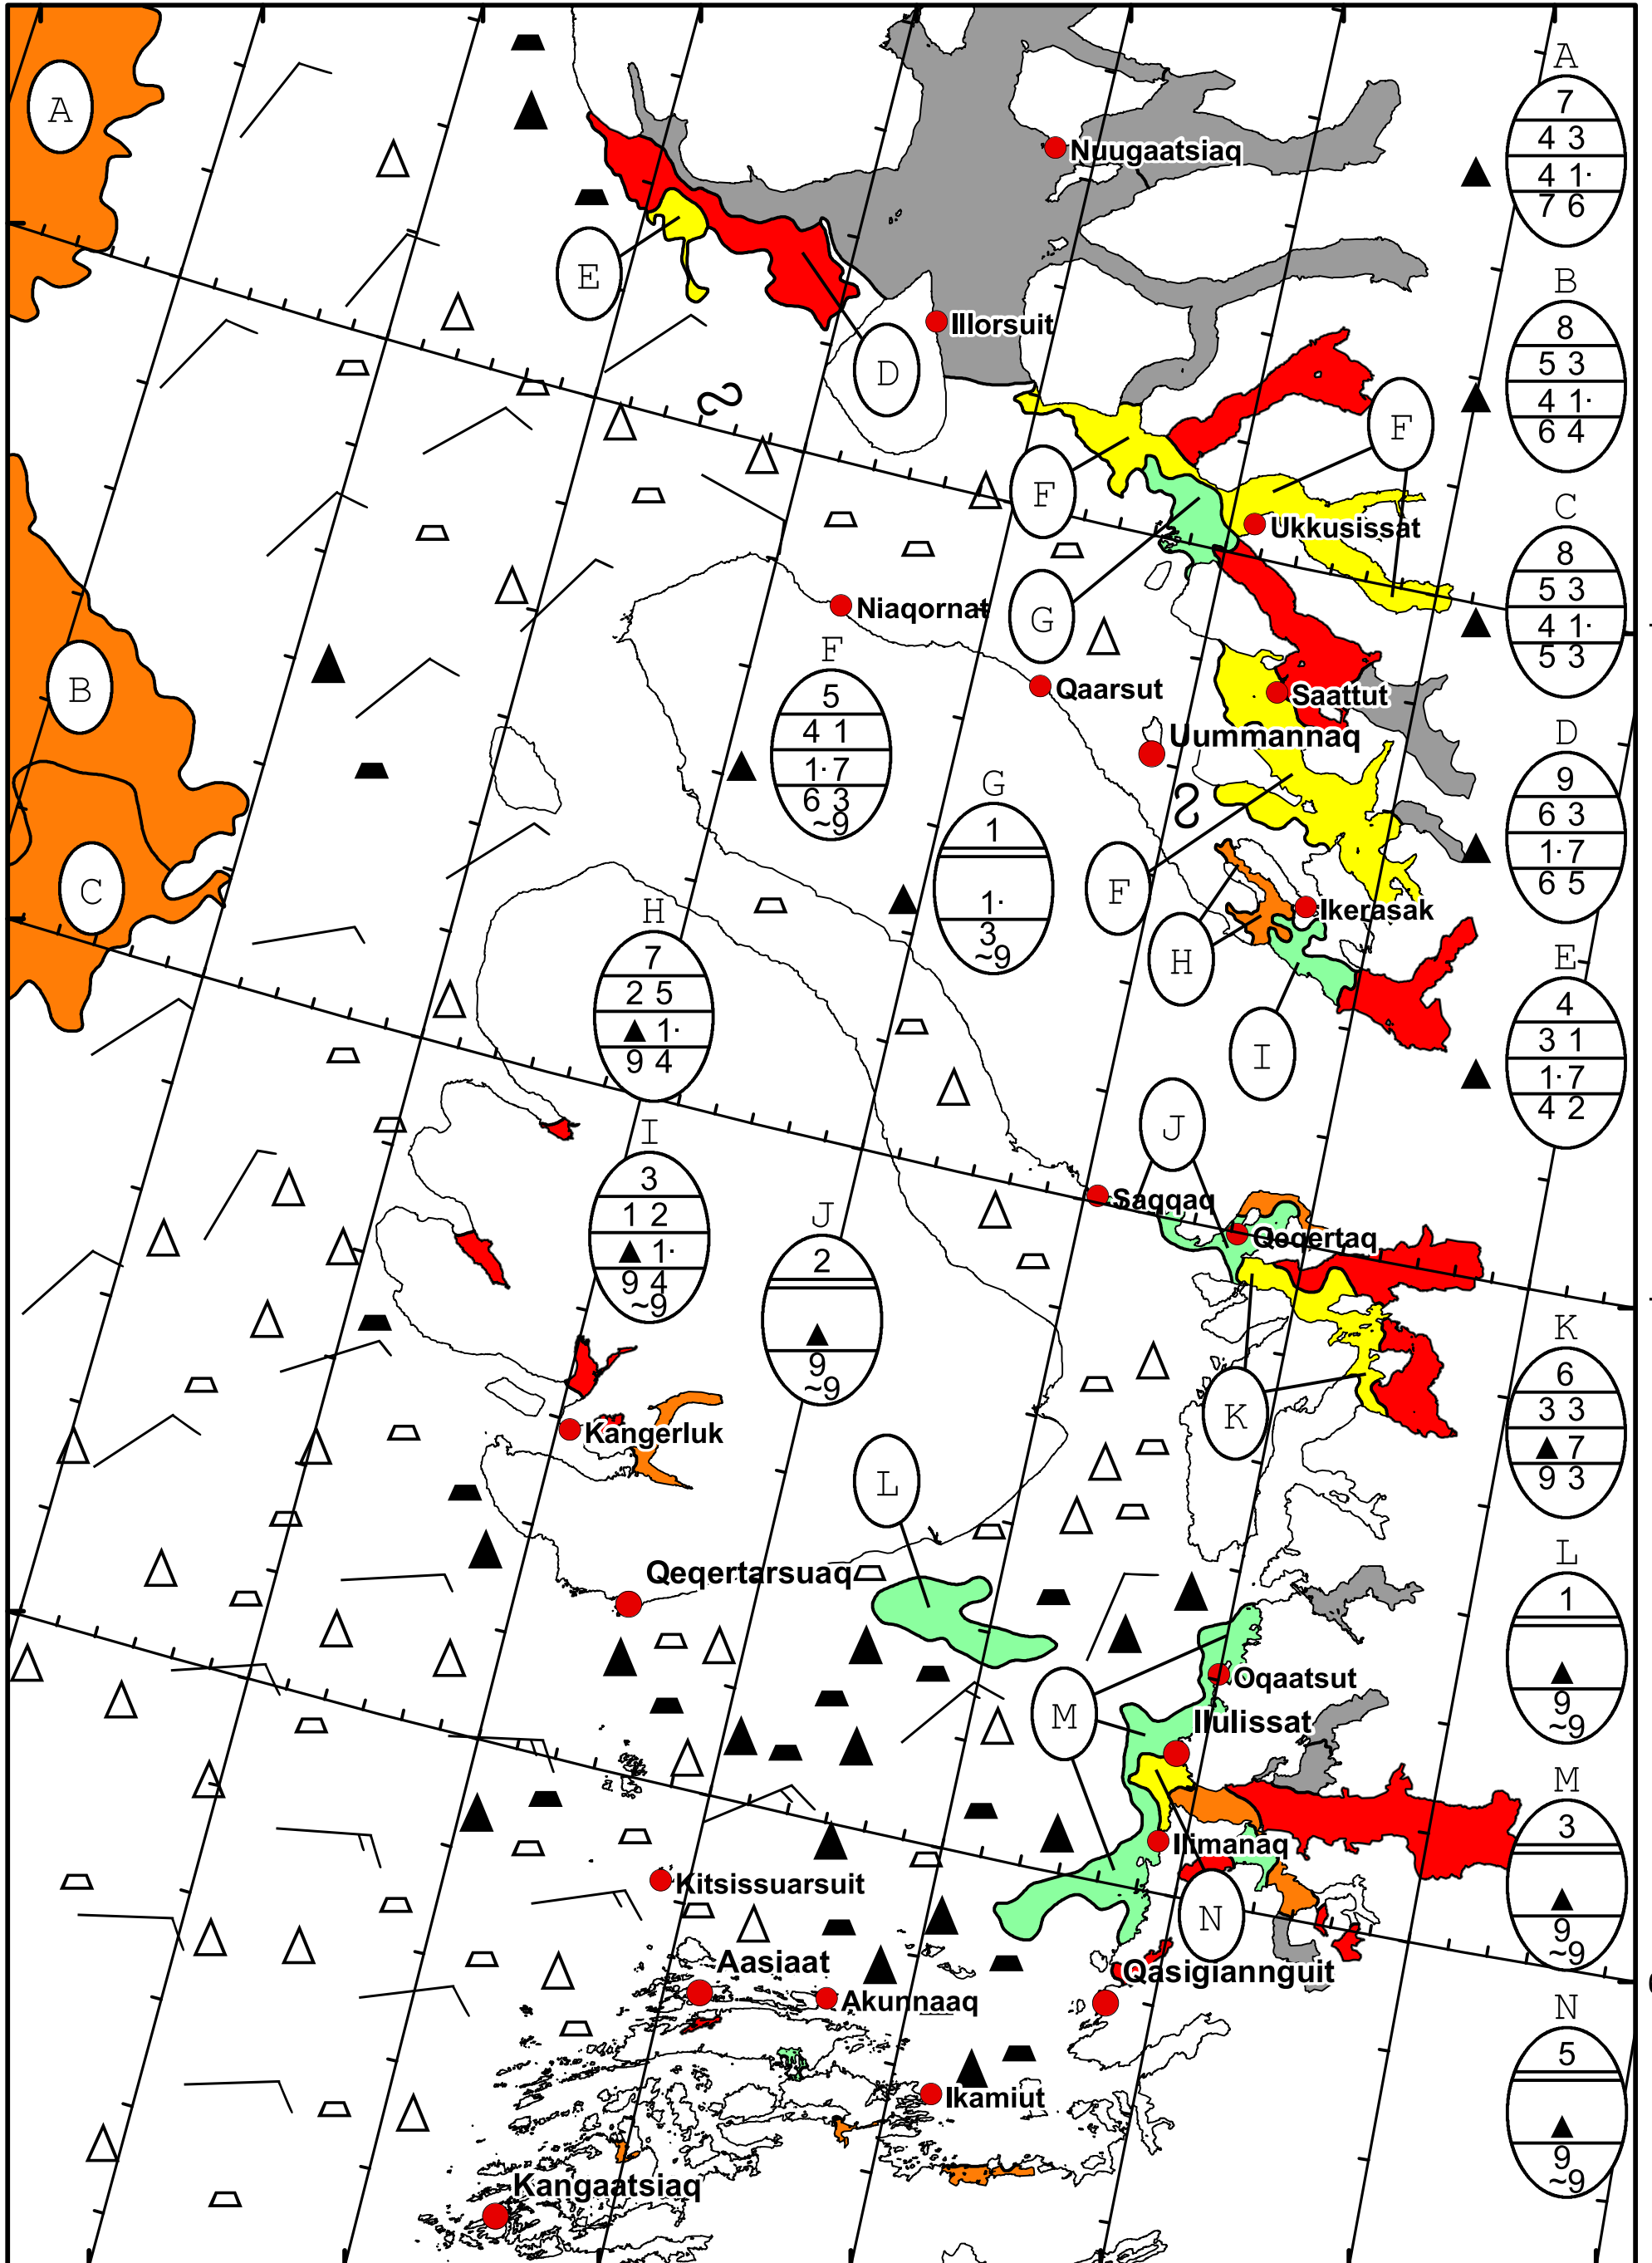 A
A
7
4 3
4 1·
7 6
Nuugaatsiaq
E
B
8
5 3
4 1·
6 4
Illorsuit
D
F
F
C
8
5 3
4 1·
5 3
Ukkusissat
G
Niaqornat
F
5
4 1
1·7
6 3
~9
Qaarsut
B
Saattut
Uummannaq
D
9
6 3
1·7
6 5
G
1
1·
3
~9
C
F
H
7
2 5
1·
9 4
Ikerasak
H
E
4
3 1
1·7
4 2
I
J
I
3
1 2
1·
9 4
~9
Saqqaq
J
2
9
~9
Qeqertaq
K
6
3 3
7
9 3
K
Kangerluk
L
L
1
9
~9
Qeqertarsuaq
Oqaatsut
M
Ilulissat
M
3
9
~9
Ilimanaq
Kitsissuarsuit
N
Aasiaat
Qasigiannguit
Akunnaaq
N
5
9
~9
Ikamiut
Kangaatsiaq